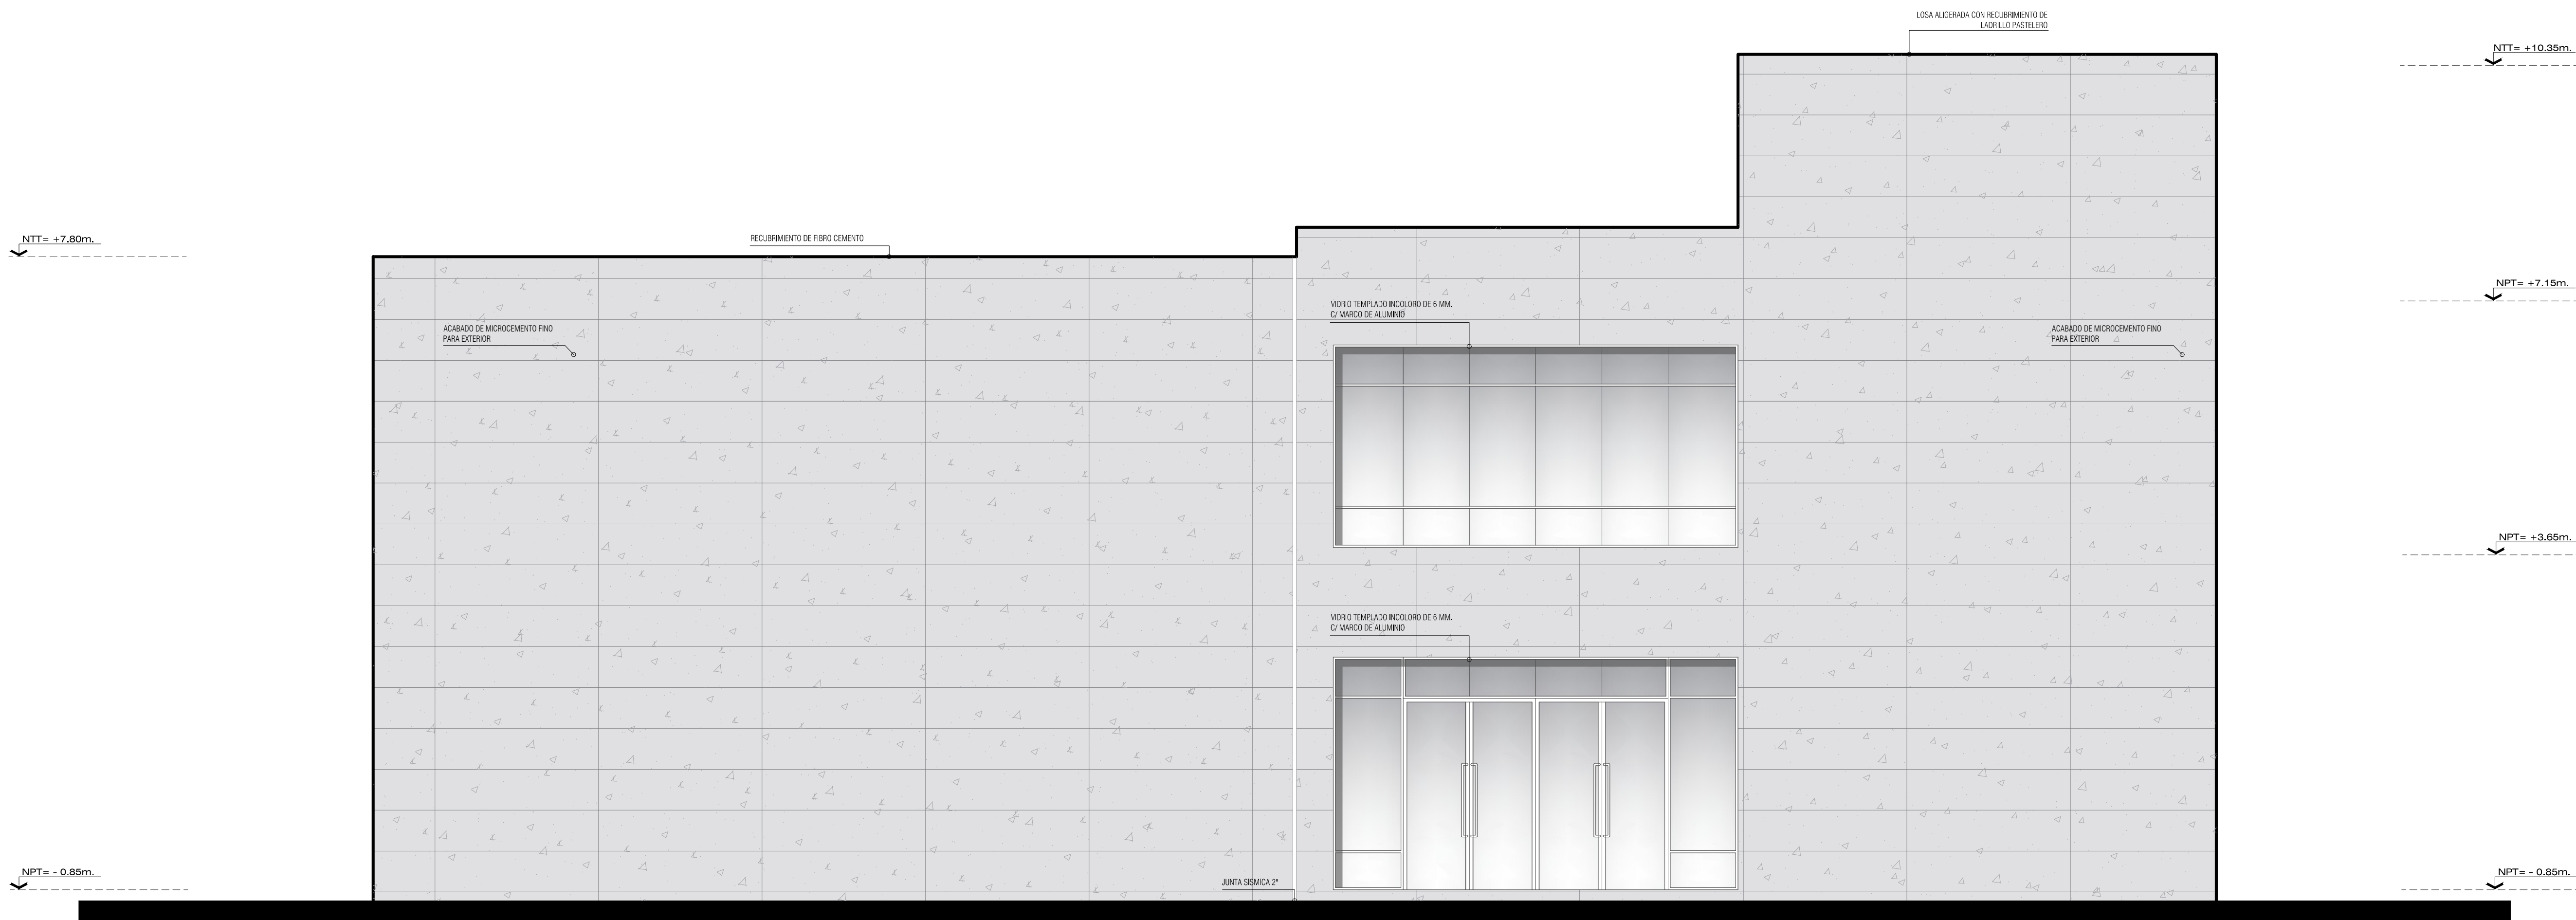 LOSA ALIGERADA CON RECUBRIMIENTO DE
LADRILLO PASTELERO
NTT= +10.35m.
NTT= +7.80m.
RECUBRIMIENTO DE FIBRO CEMENTO
NPT= +7.15m.
VIDRIO TEMPLADO INCOLORO DE 6 MM.
C/ MARCO DE ALUMINIO
ACABADO DE MICROCEMENTO FINO
PARA EXTERIOR
ACABADO DE MICROCEMENTO FINO
PARA EXTERIOR
NPT= +3.65m.
VIDRIO TEMPLADO INCOLORO DE 6 MM.
C/ MARCO DE ALUMINIO
NPT= - 0.85m.
JUNTA SISMICA 2"
NPT= - 0.85m.